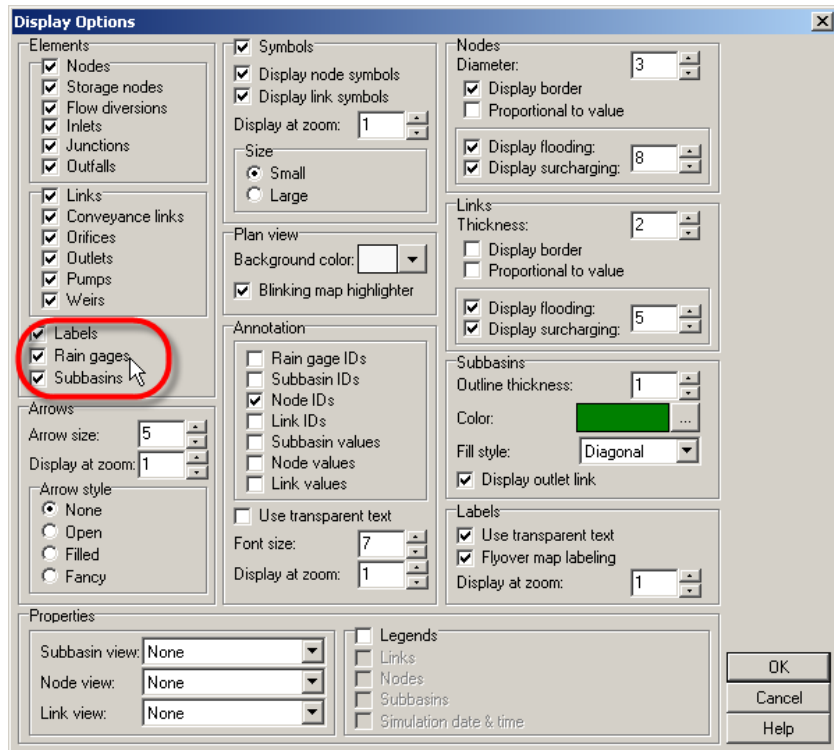 Display Options
Elements
Nodes
Storage nodes
Flow diversions
Inlets
Junctions
Outfalls
Links
Conveyance links
Orifices
Outlets
Pumps
Weirs
Labels
Rain gages
Subbasins
Arrows
Arrow size: 5
Display at zoom: 1
Arrow style
None
Open
Filled
Fancy
Symbols
Display node symbols
Display link symbols
Display at zoom: 1
Size
Small
Large
Plan view
Background color:
Blinking map highlighter
Annotation
Rain gage IDs
Subbasin IDs
Node IDs
Link IDs
Subbasin values
Node values
Link values
Use transparent text
Font size: 7
Display at zoom: 1
Nodes
Diameter: 3
Display border
Proportional to value
Display flooding: 8
Display surcharging:
Links
Thickness: 2
Display border
Proportional to value
Display flooding: 5
Display surcharging:
Subbasins
Outline thickness: 1
Color: ...
Fill style: Diagonal
Display outlet link
Labels
Use transparent text
Flyover map labeling
Display at zoom: 1
Properties
Subbasin view: None
Node view: None
Link view: None
Legends
Links
Nodes
Subbasins
Simulation date & time
OK
Cancel
Help